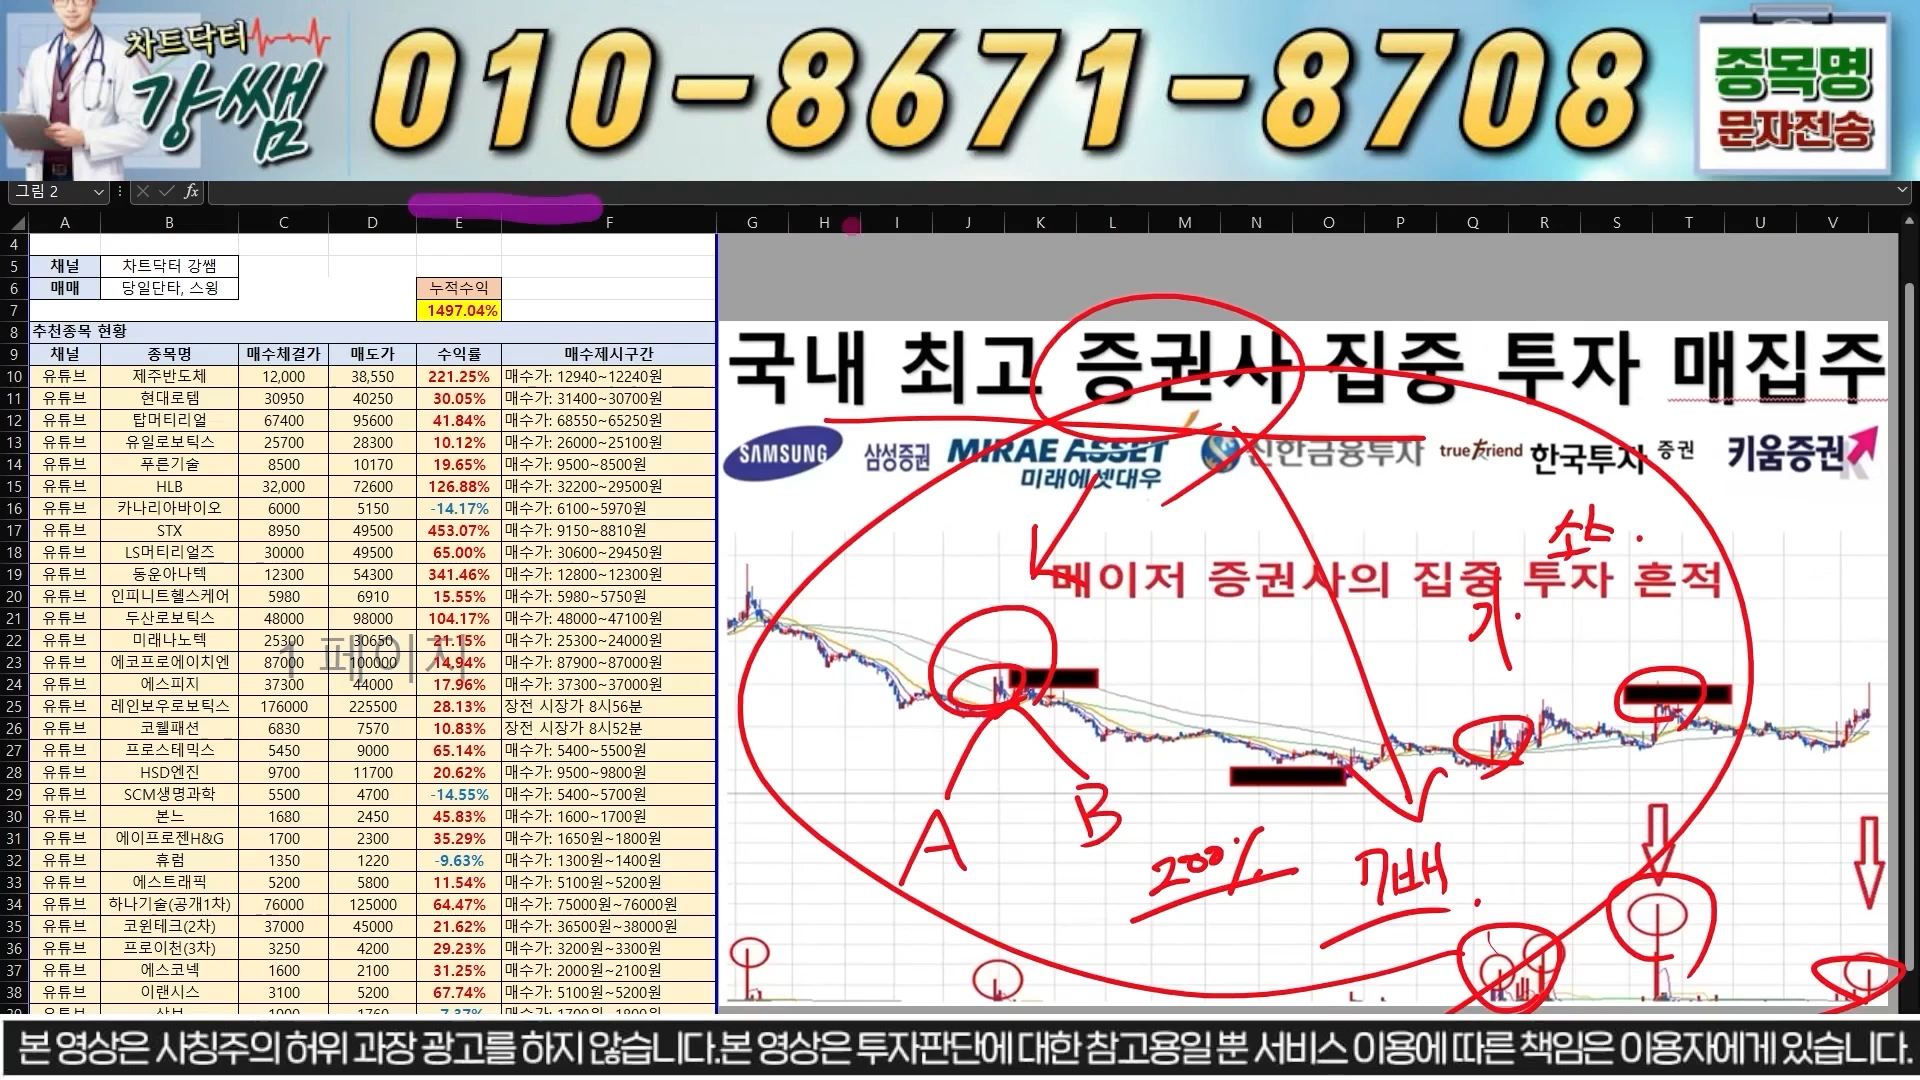 차트닥터
강쌤
010-8671-8708
종목명
문자전송
그림 2
fx
A B C D E F G H I J K L M N O P Q R S T U V
4
5 채널 차트닥터 강쌤
6 매매 당일단타, 스윙 누적수익
7 1497.04%
8 추천종목 현황
9 채널 종목명 매수체결가 매도가 수익률 매수제시구간
10 유튜브 제주반도체 12,000 38,550 221.25% 매수가: 12940~12240원
11 유튜브 현대로템 30950 40250 30.05% 매수가: 31400~30700원
12 유튜브 탑머티리얼 67400 95600 41.84% 매수가: 68550~65250원
13 유튜브 유일로보틱스 25700 28300 10.12% 매수가: 26000~25100원
14 유튜브 푸른기술 8500 10170 19.65% 매수가: 9500~8500원
15 유튜브 HLB 32,000 72600 126.88% 매수가: 32200~29500원
16 유튜브 카나리아바이오 6000 5150 -14.17% 매수가: 6100~5970원
17 유튜브 STX 8950 49500 453.07% 매수가: 9150~8810원
18 유튜브 LS머티리얼즈 30000 49500 65.00% 매수가: 30600~29450원
19 유튜브 동운아나텍 12300 54300 341.46% 매수가: 12800~12300원
20 유튜브 인피니트헬스케어 5980 6910 15.55% 매수가: 5980~5750원
21 유튜브 두산로보틱스 48000 98000 104.17% 매수가: 48000~47100원
22 유튜브 미래나노텍 25300 30650 21.15% 매수가: 25300~24000원
1 페이지
23 유튜브 에코프로에이치엔 87000 100000 14.94% 매수가: 87900~87000원
24 유튜브 에스피지 37300 44000 17.96% 매수가: 37300~37000원
25 유튜브 레인보우로보틱스 176000 225500 28.13% 장전 시장가 8시56분
26 유튜브 코웰패션 6830 7570 10.83% 장전 시장가 8시52분
27 유튜브 프로스테믹스 5450 9000 65.14% 매수가: 5400~5500원
28 유튜브 HSD엔진 9700 11700 20.62% 매수가: 9500~9800원
29 유튜브 SCM생명과학 5500 4700 -14.55% 매수가: 5400~5700원
30 유튜브 본느 1680 2450 45.83% 매수가: 1600~1700원
31 유튜브 에이프로젠H&G 1700 2300 35.29% 매수가: 1650원~1800원
32 유튜브 휴럼 1350 1220 -9.63% 매수가: 1300원~1400원
33 유튜브 에스트래픽 5200 5800 11.54% 매수가: 5100원~5200원
34 유튜브 하나기술(공개1차) 76000 125000 64.47% 매수가: 75000원~76000원
35 유튜브 코윈테크(2차) 37000 45000 21.62% 매수가: 36500원~38000원
36 유튜브 프로이천(3차) 3250 4200 29.23% 매수가: 3200원~3300원
37 유튜브 에스코넥 1600 2100 31.25% 매수가: 2000원~2100원
38 유튜브 이랜시스 3100 5200 67.74% 매수가: 5100원~5200원
국내 최고 증권사 집중 투자 매집주
SAMSUNG 삼성증권 MIRAE ASSET 미래에셋대우 신한금융투자 true friend 한국투자 증권 키움증권
메이저 증권사의 집중 투자 흔적
소스.
A
B
200%
7배.
본 영상은 사칭주의 허위 과장 광고를 하지 않습니다.본 영상은 투자판단에 대한 참고용일 뿐 서비스 이용에 따른 책임은 이용자에게 있습니다.